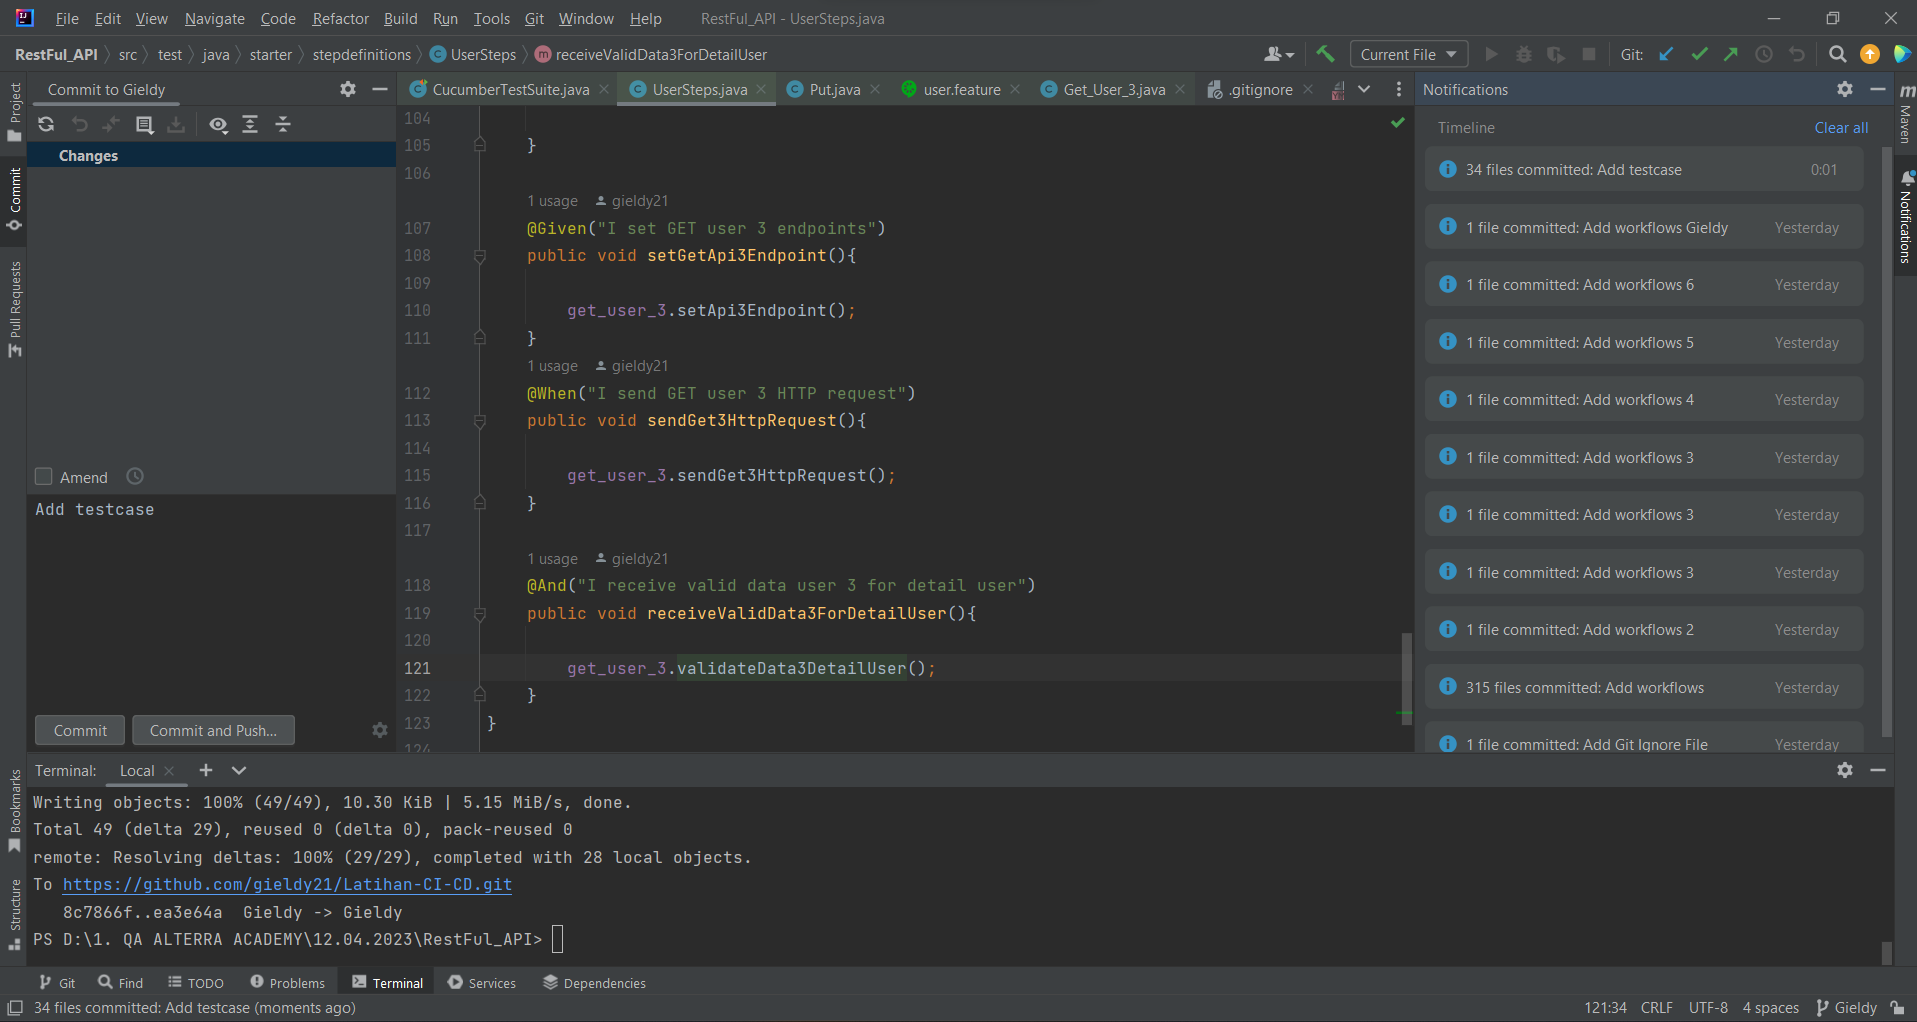 File Edit View Navigate Code Refactor Build Run Tools Git Window Help RestFul_API - UserSteps.java
RestFul_API src test java starter stepdefinitions UserSteps receiveValidData3ForDetailUser Current File Git:
Project
Commit
Pull Requests
Bookmarks
Structure
Commit to Gieldy
Changes
Amend
Add testcase
Commit Commit and Push...
CucumberTestSuite.java UserSteps.java Put.java user.feature Get_User_3.java .gitignore
104
105 }
106
1 usage gieldy21
107 @Given("I set GET user 3 endpoints")
108 public void setGetApi3Endpoint(){
109
110 get_user_3.setApi3Endpoint();
111 }
1 usage gieldy21
112 @When("I send GET user 3 HTTP request")
113 public void sendGet3HttpRequest(){
114
115 get_user_3.sendGet3HttpRequest();
116 }
117
1 usage gieldy21
118 @And("I receive valid data user 3 for detail user")
119 public void receiveValidData3ForDetailUser(){
120
121 get_user_3.validateData3DetailUser();
122 }
123 }
124
Notifications
Timeline Clear all
34 files committed: Add testcase 0:01
1 file committed: Add workflows Gieldy Yesterday
1 file committed: Add workflows 6 Yesterday
1 file committed: Add workflows 5 Yesterday
1 file committed: Add workflows 4 Yesterday
1 file committed: Add workflows 3 Yesterday
1 file committed: Add workflows 3 Yesterday
1 file committed: Add workflows 3 Yesterday
1 file committed: Add workflows 2 Yesterday
315 files committed: Add workflows Yesterday
1 file committed: Add Git Ignore File Yesterday
Maven
Notifications
Terminal: Local
Writing objects: 100% (49/49), 10.30 KiB | 5.15 MiB/s, done.
Total 49 (delta 29), reused 0 (delta 0), pack-reused 0
remote: Resolving deltas: 100% (29/29), completed with 28 local objects.
To https://github.com/gieldy21/Latihan-CI-CD.git
8c7866f..ea3e64a Gieldy -> Gieldy
PS D:\1. QA ALTERRA ACADEMY\12.04.2023\RestFul_API>
Git Find TODO Problems Terminal Services Dependencies
34 files committed: Add testcase (moments ago) 121:34 CRLF UTF-8 4 spaces Gieldy